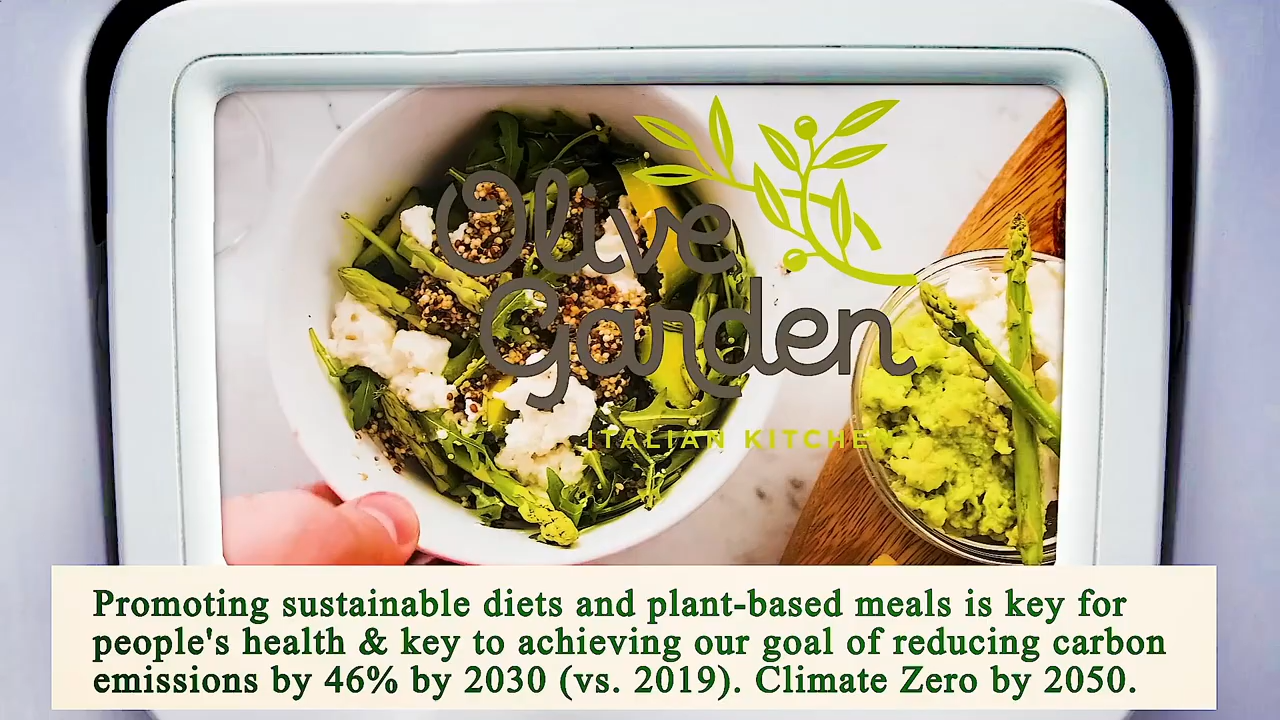 Olive
Garden
ITALIAN KITCHEN
Promoting sustainable diets and plant-based meals is key for
people's health & key to achieving our goal of reducing carbon
emissions by 46% by 2030 (vs. 2019). Climate Zero by 2050.